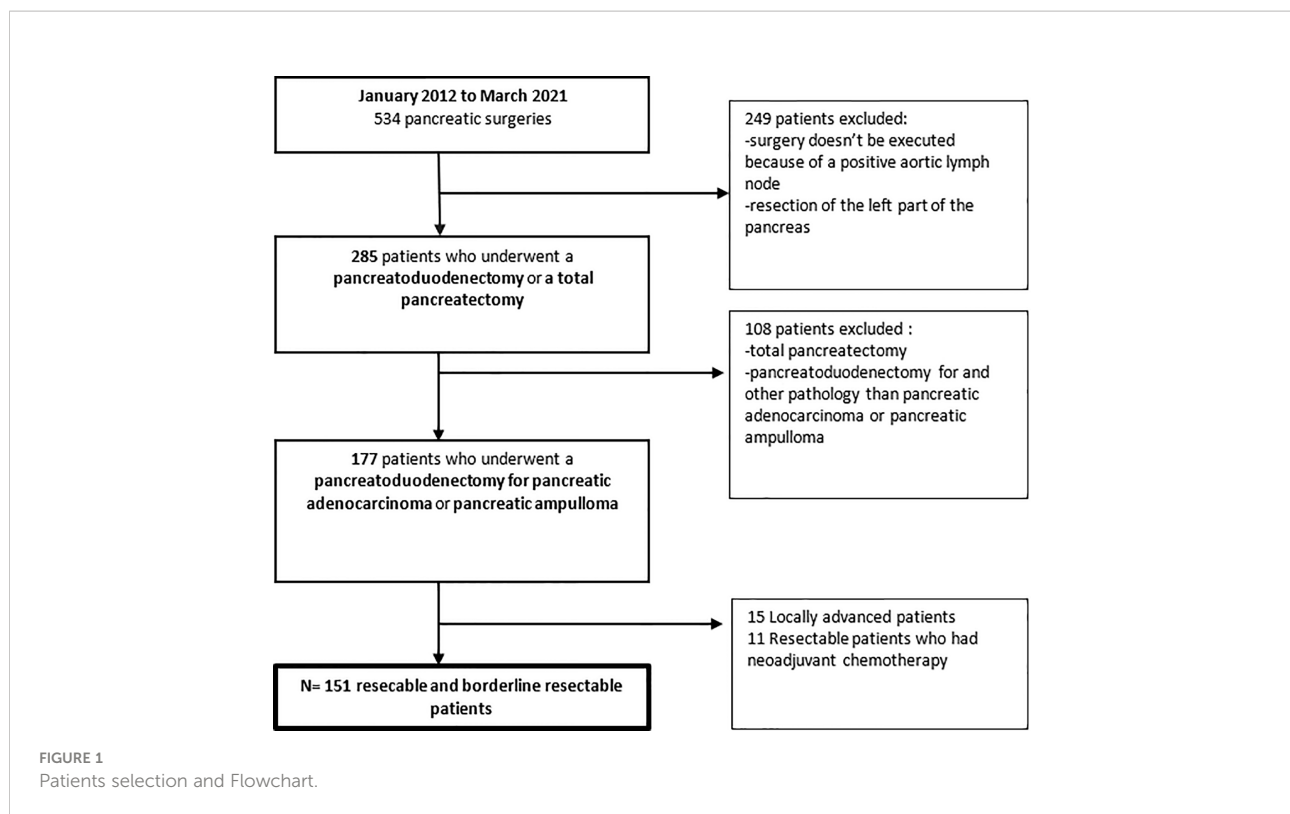 January 2012 to March 2021
534 pancreatic surgeries
249 patients excluded:
-surgery doesn't be executed
because of a positive aortic lymph
node
-resection of the left part of the
pancreas
285 patients who underwent a
pancreatoduodenectomy or a total
pancreatectomy
108 patients excluded :
-total pancreatectomy
-pancreatoduodenectomy for and
other pathology than pancreatic
adenocarcinoma or pancreatic
ampulloma
177 patients who underwent a
pancreatoduodenectomy for pancreatic
adenocarcinoma or pancreatic ampulloma
15 Locally advanced patients
11 Resectable patients who had
neoadjuvant chemotherapy
N= 151 resecable and borderline resectable
patients
FIGURE 1
Patients selection and Flowchart.